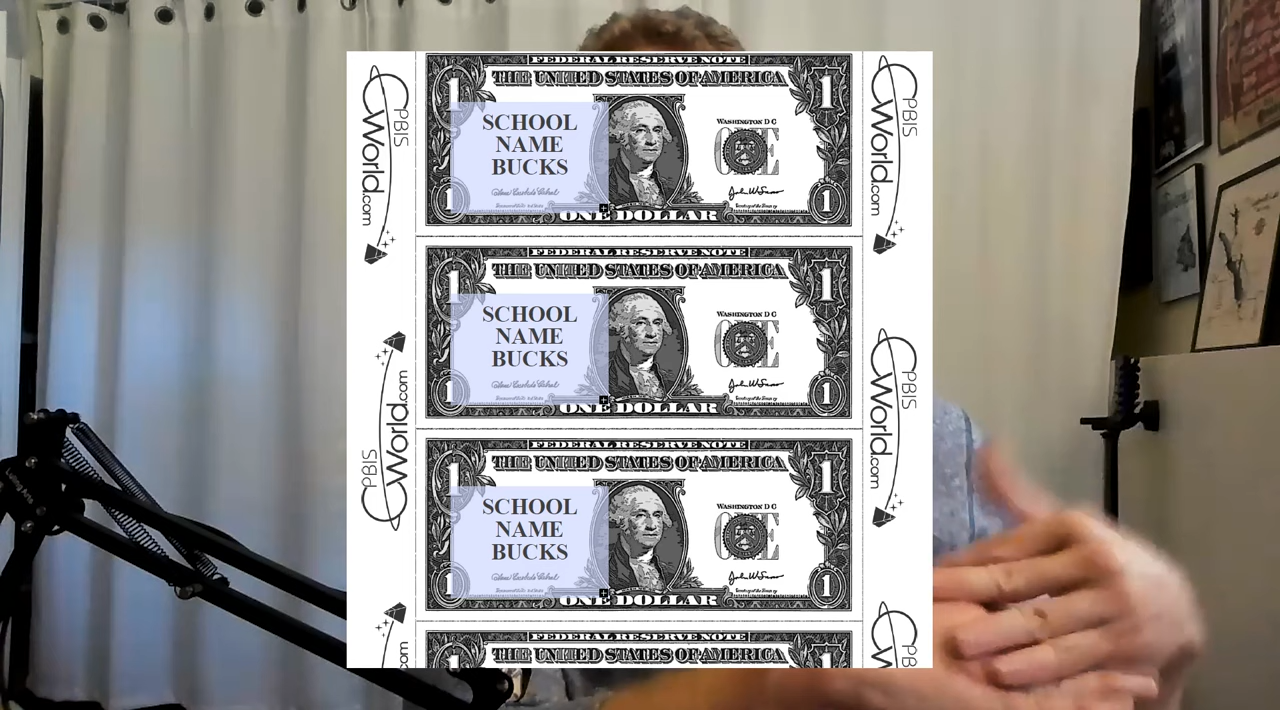 FEDERAL RESERVE NOTE
THE UNITED STATES OF AMERICA
1
1
SCHOOL
NAME
BUCKS
WASHINGTON D C
ONE
1
1
ONE DOLLAR
FEDERAL RESERVE NOTE
THE UNITED STATES OF AMERICA
1
1
SCHOOL
NAME
BUCKS
WASHINGTON D C
ONE
1
1
ONE DOLLAR
FEDERAL RESERVE NOTE
THE UNITED STATES OF AMERICA
1
1
SCHOOL
NAME
BUCKS
WASHINGTON D C
ONE
1
1
ONE DOLLAR
FEDERAL RESERVE NOTE
THE UNITED STATES OF AMERICA
1
1
PBIS
World.com
PBIS
World.com
.com
PBIS
World.com
PBIS
World.com
PB
W